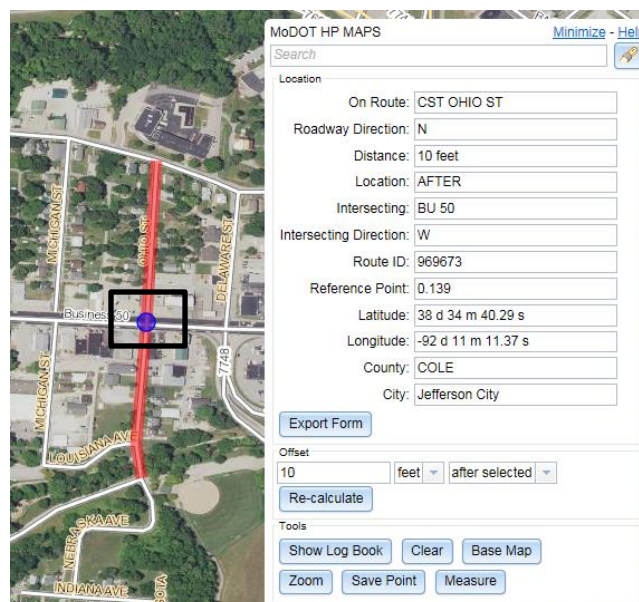 MoDOT HP MAPS
Minimize - Help
Search
Location
On Route: CST OHIO ST
Roadway Direction: N
Distance: 10 feet
Location: AFTER
Intersecting: BU 50
Intersecting Direction: W
Route ID: 969673
Reference Point: 0.139
Latitude: 38 d 34 m 40.29 s
Longitude: -92 d 11 m 11.37 s
County: COLE
City: Jefferson City
Export Form
Offset
10 feet after selected
Re-calculate
Tools
Show Log Book Clear Base Map
Zoom Save Point Measure
MICHIGAN ST
OHIO ST
DELAWARE ST
Business 50
MICHIGAN ST
7748
LOUISIANA AVE
NEBRASKA AVE
INDIANA AVE